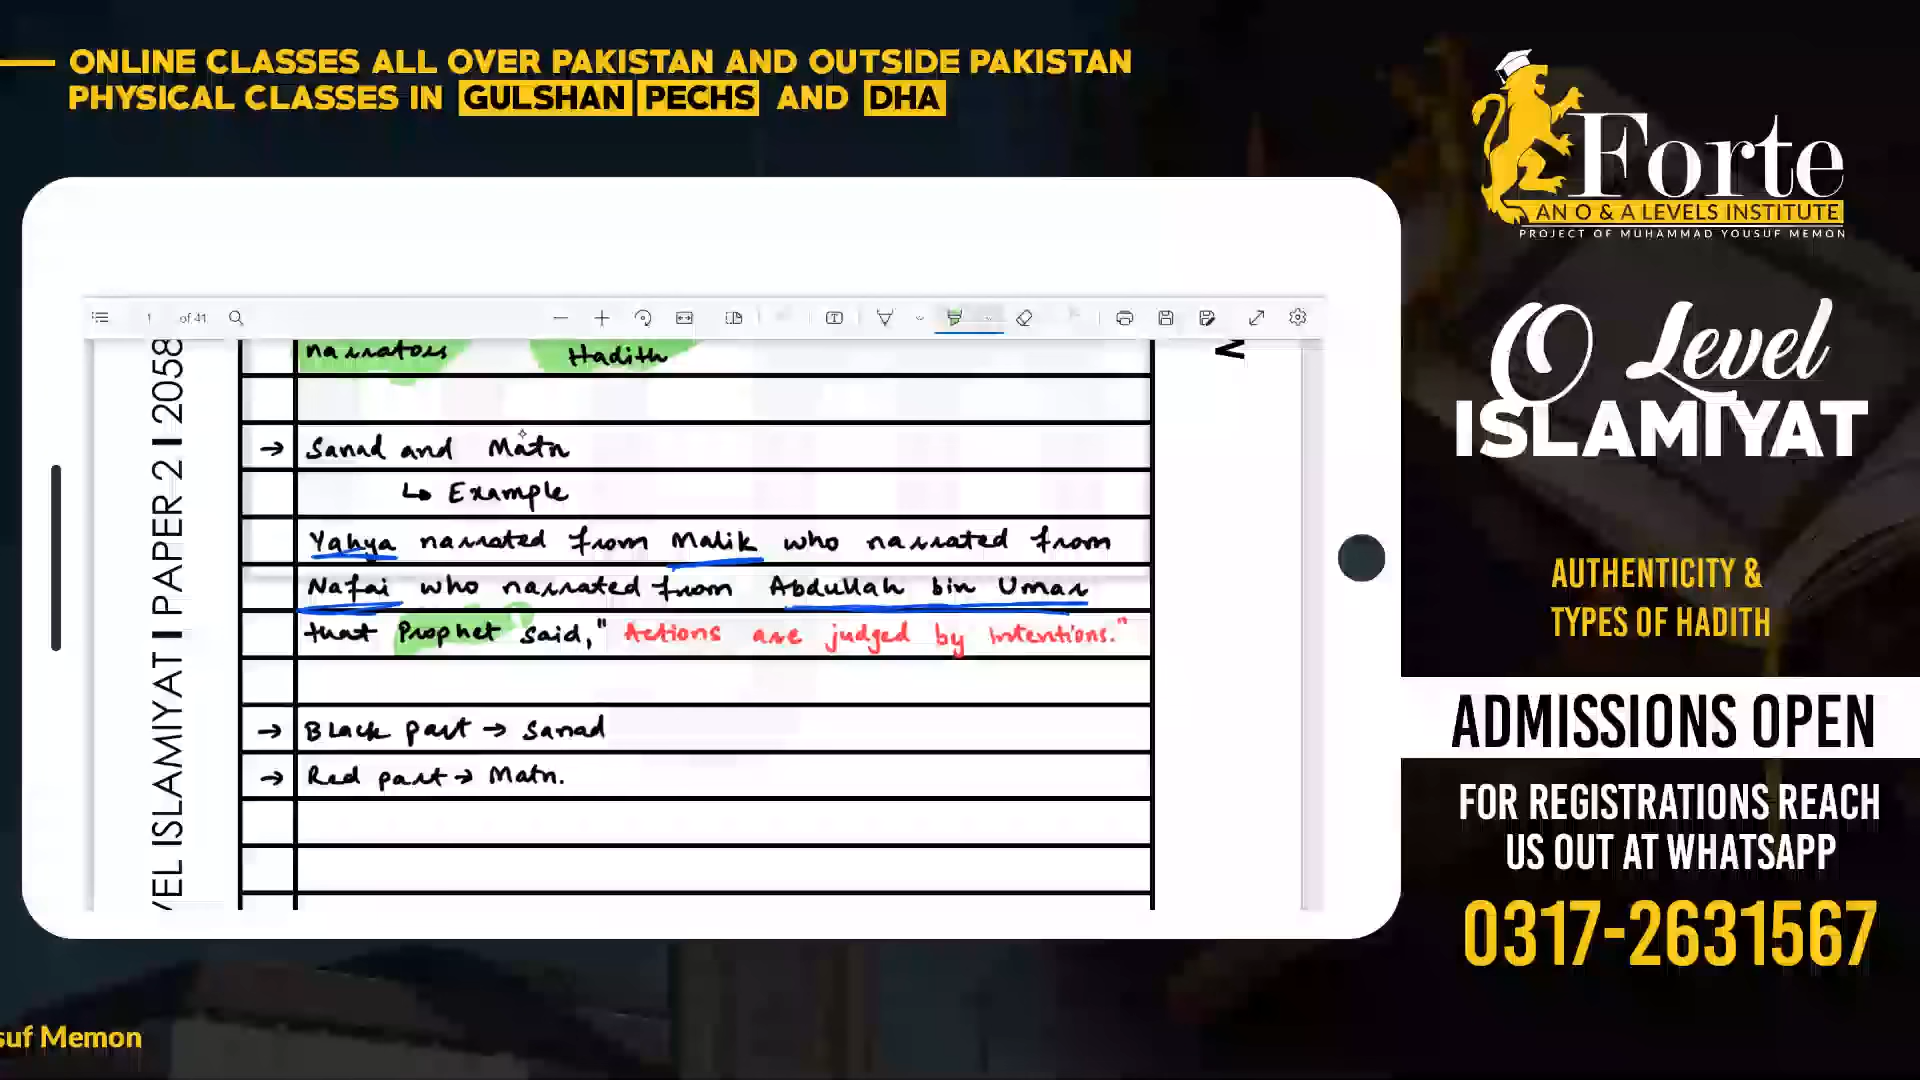 ONLINE CLASSES ALL OVER PAKISTAN AND OUTSIDE PAKISTAN
PHYSICAL CLASSES IN GULSHAN PECHS AND DHA
Forte
AN O & A LEVELS INSTITUTE
PROJECT OF MUHAMMAD YOUSUF MEMON
O Level
ISLAMIYAT
AUTHENTICITY &
TYPES OF HADITH
ADMISSIONS OPEN
FOR REGISTRATIONS REACH
US OUT AT WHATSAPP
0317-2631567
1 of 41
VEL ISLAMIYAT I PAPER 2 I 2058
narrators Hadith
→ Sanad and Matn
↳ Example
Yahya narrated from Malik who narrated from
Nafai who narrated from Abdullah bin Umar
that Prophet said, "Actions are judged by intentions."
→ Black part → Sanad
→ Red part → Matn.
suf Memon